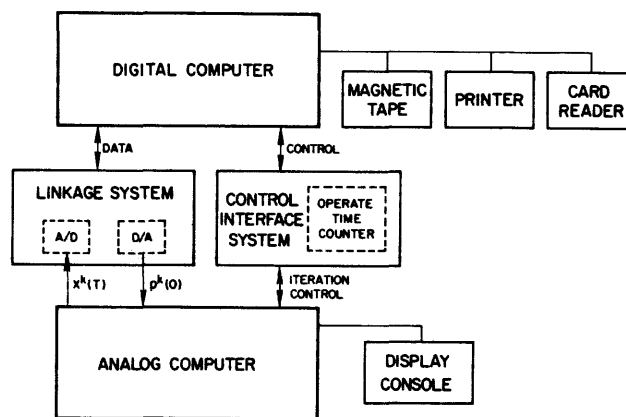 DIGITAL COMPUTER
MAGNETIC
TAPE
PRINTER
CARD
READER
DATA
CONTROL
LINKAGE SYSTEM
A/D
D/A
CONTROL
INTERFACE
SYSTEM
OPERATE
TIME
COUNTER
x^k(T)
p^k(0)
ITERATION
CONTROL
ANALOG COMPUTER
DISPLAY
CONSOLE